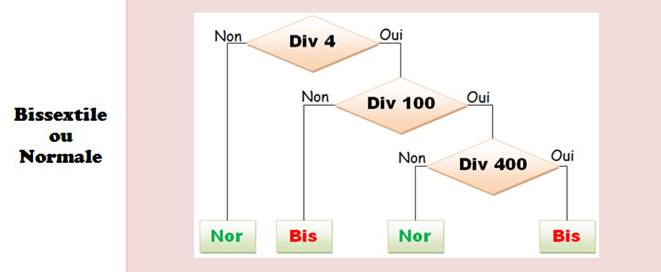 Bissextile
ou
Normale
Non
Div 4
Oui
Non
Div 100
Oui
Non
Div 400
Oui
Nor
Bis
Nor
Bis